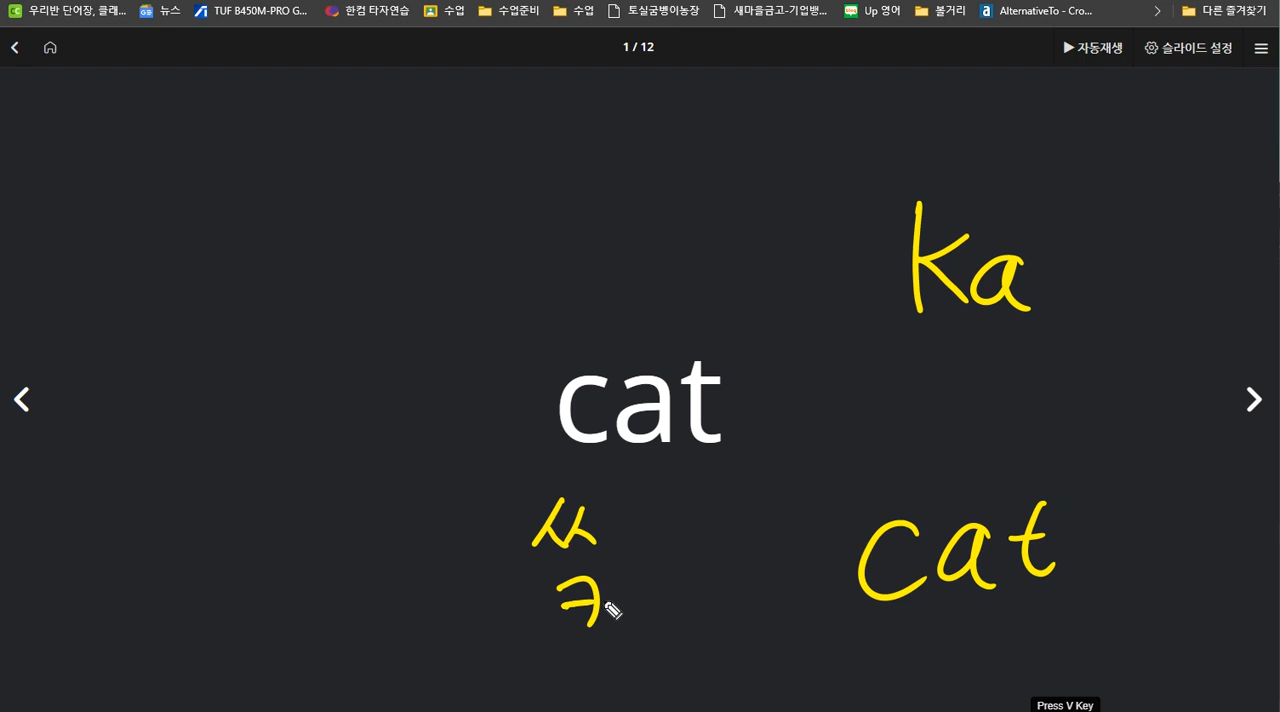 우리반 단어장, 클래... 뉴스 TUF B450M-PRO G... 한컴 타자연습 수업 수업준비 수업 토실굼벵이농장 새마을금고-기업뱅... Up 영어 볼거리 AlternativeTo - Cro... 다른 즐겨찾기
1 / 12 자동재생 슬라이드 설정
ka
cat
ㅆ
ㅋ
cat
Press V Key